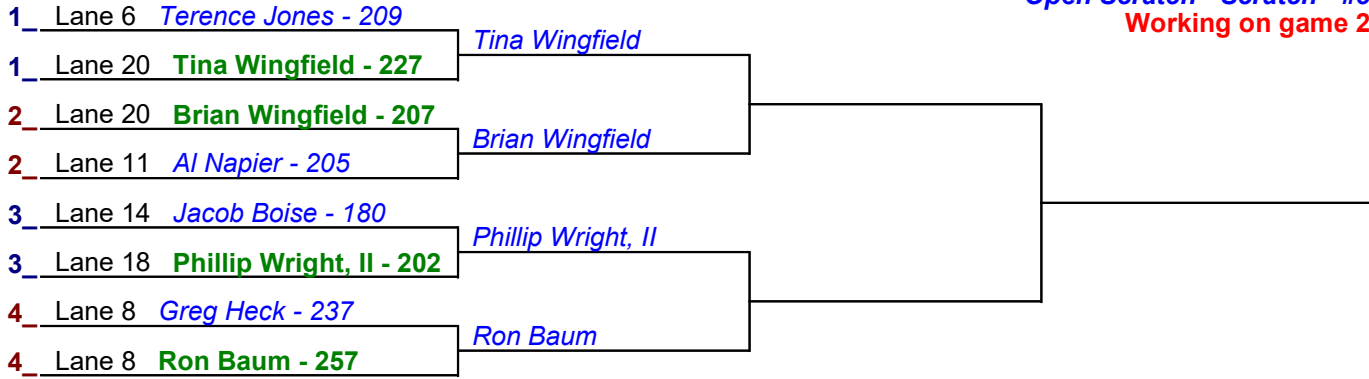 Open Scratch - Scratch
Working on game 2
1_ Lane 6 Terence Jones - 209
1_ Lane 20 Tina Wingfield - 227
2_ Lane 20 Brian Wingfield - 207
2_ Lane 11 Al Napier - 205
3_ Lane 14 Jacob Boise - 180
3_ Lane 18 Phillip Wright, II - 202
4_ Lane 8 Greg Heck - 237
4_ Lane 8 Ron Baum - 257
Tina Wingfield
Brian Wingfield
Phillip Wright, II
Ron Baum